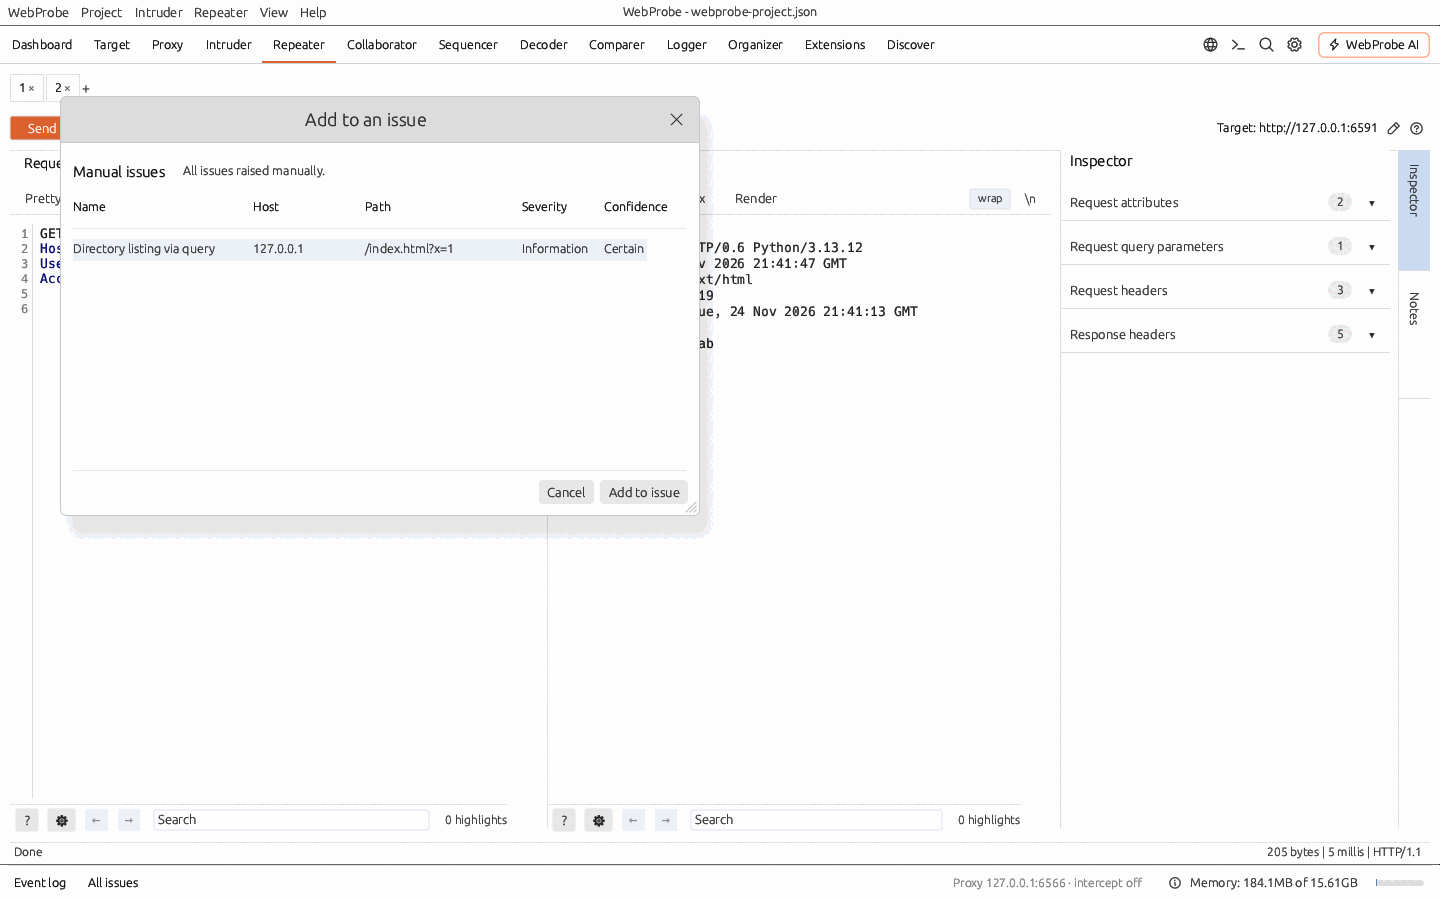 WebProbe Project Intruder Repeater View Help
WebProbe - webprobe-project.json
Dashboard Target Proxy Intruder Repeater Collaborator Sequencer Decoder Comparer Logger Organizer Extensions Discover
WebProbe AI
1 × 2 × +
Send
Target: http://127.0.0.1:6591
Add to an issue
Manual issues All issues raised manually.
Name Host Path Severity Confidence
Directory listing via query 127.0.0.1 /index.html?x=1 Information Certain
Cancel Add to issue
Reque
Pretty
x Render wrap \n
1 GET
2 Hos
3 Use
4 Acc
5
6
TP/0.6 Python/3.13.12
v 2026 21:41:47 GMT
xt/html
19
ue, 24 Nov 2026 21:41:13 GMT
ab
Inspector
Request attributes 2
Request query parameters 1
Request headers 3
Response headers 5
Inspector
Notes
? ← → Search 0 highlights
? ← → Search 0 highlights
Done
205 bytes | 5 millis | HTTP/1.1
Event log All issues
Proxy 127.0.0.1:6566 · intercept off
Memory: 184.1MB of 15.61GB